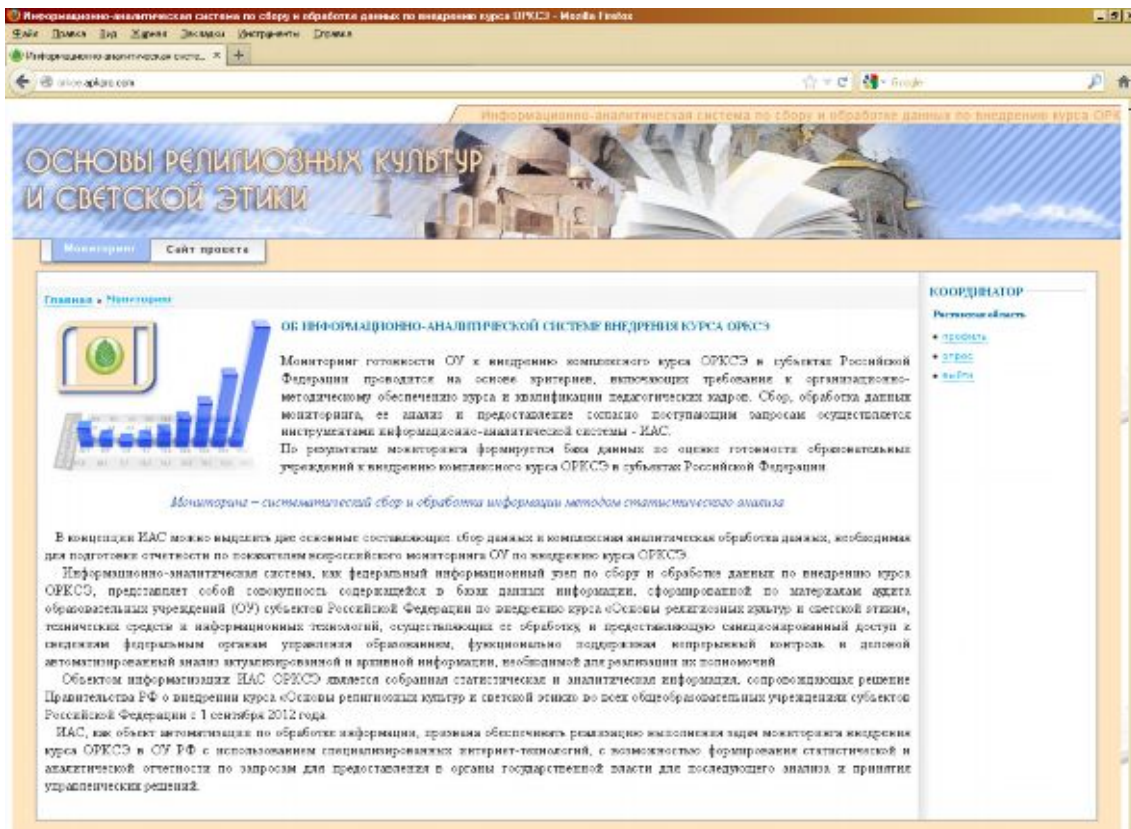 Информационно-аналитическая система по сбору и обработке данных по внедрению курса ОРКСЭ - Mozilla Firefox
Файл Правка Вид Журнал Закладки Инструменты Справка
Информационно-аналитическая систе...
apkpro.com
Google
Информационно-аналитическая система по сбору и обработке данных по внедрению курса ОРК
ОСНОВЫ РЕЛИГИОЗНЫХ КУЛЬТУР
И СВЕТСКОЙ ЭТИКИ
Мониторинг Сайт проекта
Главная » Мониторинг
ОБ ИНФОРМАЦИОННО-АНАЛИТИЧЕСКОЙ СИСТЕМЕ ВНЕДРЕНИЯ КУРСА ОРКСЭ
Мониторинг готовности ОУ к внедрению комплексного курса ОРКСЭ в субъектах Российской
Федерации проводится на основе критериев, включающих требования к организационно-
методическому обеспечению курса и квалификации педагогических кадров. Сбор, обработка данных
мониторинга, ее анализ и предоставление согласно поступающим запросам осуществляется
инструментами информационно-аналитической системы - ИАС.
По результатам мониторинга формируется база данных по оценке готовности образовательных
учреждений к внедрению комплексного курса ОРКСЭ в субъектах Российской Федерации.
Мониторинг – систематический сбор и обработка информации методом статистического анализа
В концепции ИАС можно выделить две основные составляющие: сбор данных и комплексная аналитическая обработка данных, необходимая
для подготовки отчетности по показателям всероссийского мониторинга ОУ по внедрению курса ОРКСЭ.
Информационно-аналитическая система, как федеральный информационный узел по сбору и обработке данных по внедрению курса
ОРКСЭ, представляет собой совокупность содержащейся в базах данных информации, сформированной по материалам аудита
образовательных учреждений (ОУ) субъектов Российской Федерации по внедрению курса «Основы религиозных культур и светской этики»,
технических средств и информационных технологий, осуществляющих ее обработку, и предоставляющую санкционированный доступ к
сведениям федеральным органам управления образованием, функционально поддерживая непрерывный контроль и деловой
автоматизированный анализ актуализированной и архивной информации, необходимой для реализации их полномочий.
Объектом информатизации ИАС ОРКСЭ является собранная статистическая и аналитическая информация, сопровождающая решение
Правительства РФ о внедрении курса «Основы религиозных культур и светской этики» во всех общеобразовательных учреждениях субъектов
Российской Федерации с 1 сентября 2012 года.
ИАС, как объект автоматизации по обработке информации, призвана обеспечивать реализацию выполнения задач мониторинга внедрения
курса ОРКСЭ в ОУ РФ с использованием специализированных интернет-технологий, с возможностью формирования статистической и
аналитической отчетности по запросам для предоставления в органы государственной власти для последующего анализа и принятия
управленческих решений.
КООРДИНАТОР
Ростовская область
профиль
опрос
выйти